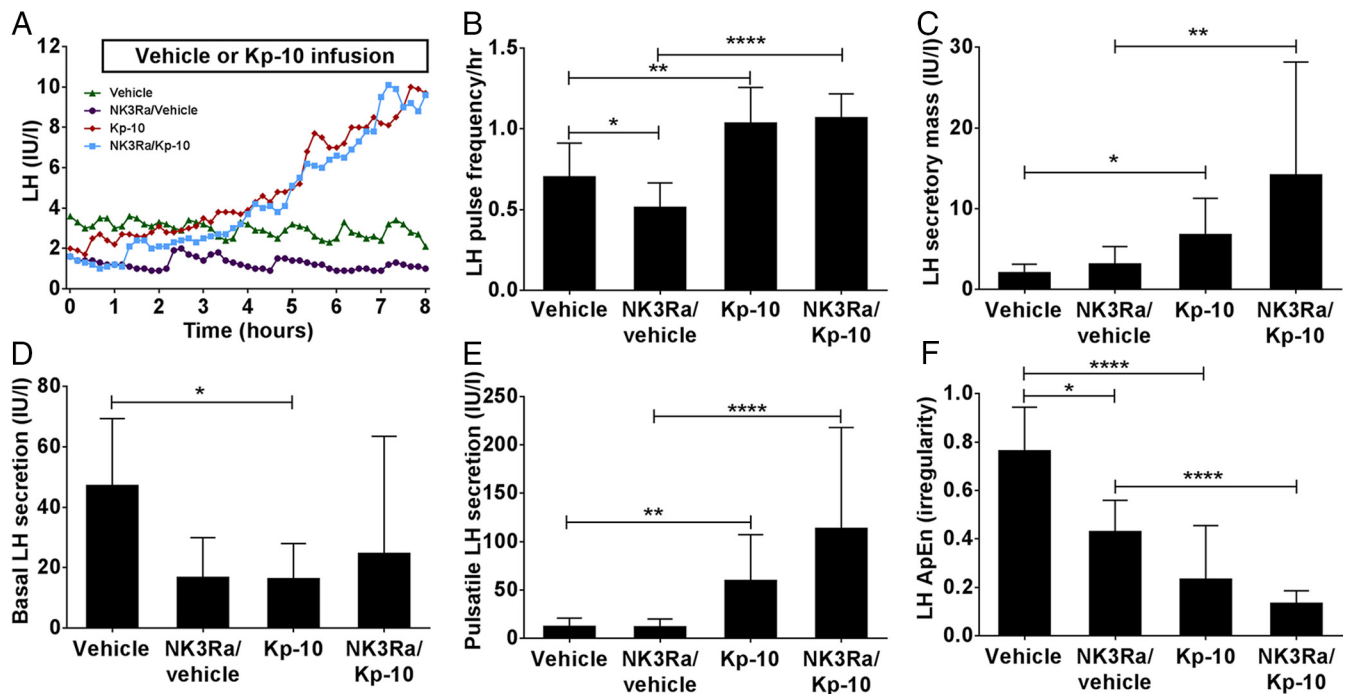 A
Vehicle or Kp-10 infusion
LH (IU/l)
12
10
8
6
4
2
0
Vehicle
NK3Ra/Vehicle
Kp-10
NK3Ra/Kp-10
0 1 2 3 4 5 6 7 8
Time (hours)
B
LH pulse frequency/hr
1.5
1.0
0.5
0.0
****
**
*
Vehicle NK3Ra/ Kp-10 NK3Ra/
vehicle Kp-10
C
LH secretory mass (IU/l)
30
20
10
0
**
*
Vehicle NK3Ra/ Kp-10 NK3Ra/
vehicle Kp-10
D
Basal LH secretion (IU/l)
80
60
40
20
0
*
Vehicle NK3Ra/ Kp-10 NK3Ra/
vehicle Kp-10
E
Pulsatile LH secretion (IU/l)
250
200
150
100
50
0
****
**
Vehicle NK3Ra/ Kp-10 NK3Ra/
vehicle Kp-10
F
LH ApEn (irregularity)
1.0
0.8
0.6
0.4
0.2
0.0
****
*
****
Vehicle NK3Ra/ Kp-10 NK3Ra/
vehicle Kp-10